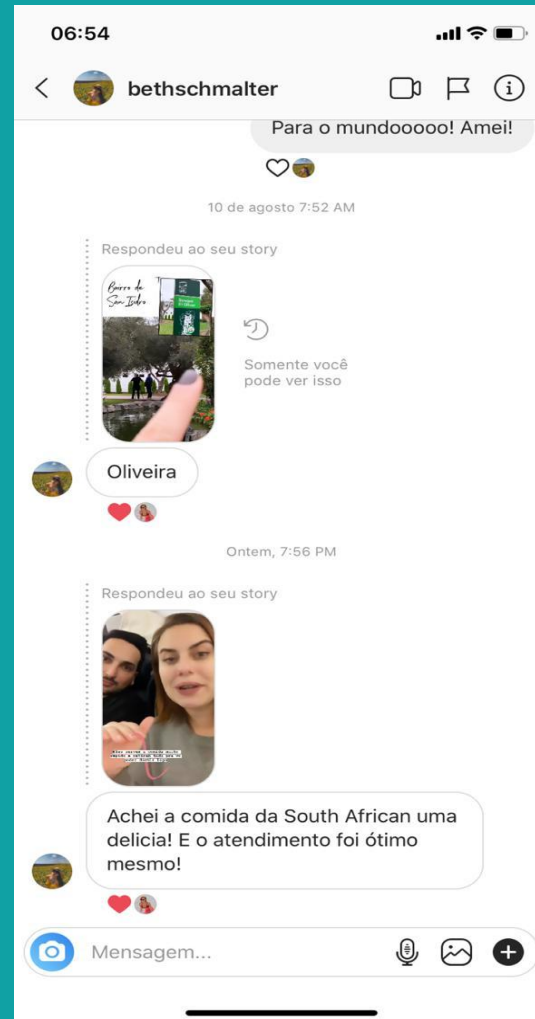 06:54
bethschmalter
Para o mundooooo! Amei!
10 de agosto 7:52 AM
Respondeu ao seu story
Bairro de
San Isidro
Somente você
pode ver isso
Oliveira
Ontem, 7:56 PM
Respondeu ao seu story
Achei a comida da South African uma
delicia! E o atendimento foi ótimo
mesmo!
Mensagem...